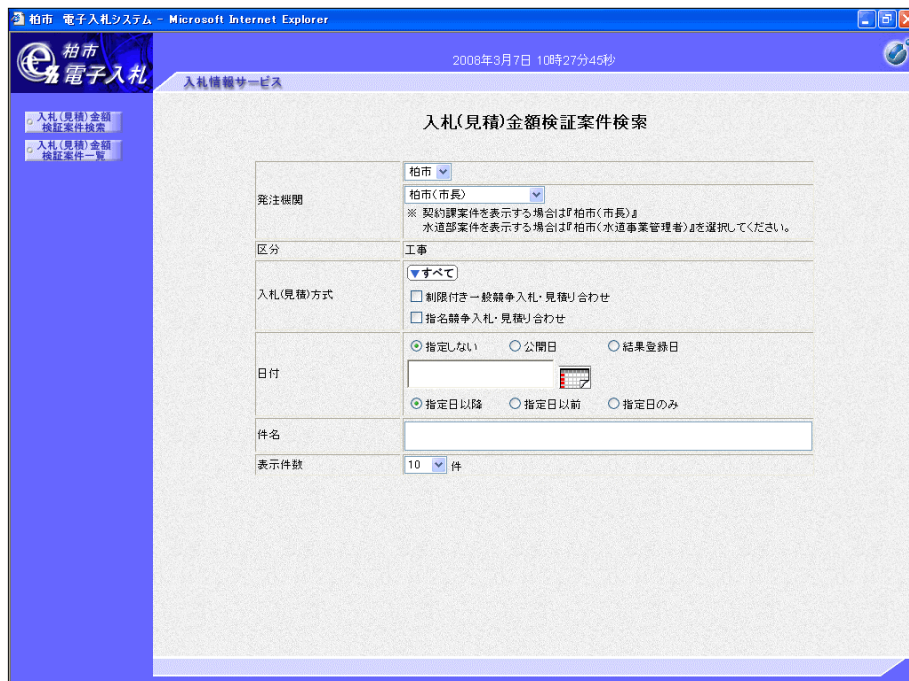 柏市 電子入札システム - Microsoft Internet Explorer
柏市
電子入札
2008年3月7日 10時27分45秒
入札情報サービス
入札(見積)金額
検証案件検索
入札(見積)金額
検証案件一覧
入札(見積)金額検証案件検索
発注機関
柏市
柏市(市長)
※ 契約課案件を表示する場合は『柏市(市長)』
水道部案件を表示する場合は『柏市(水道事業管理者)』を選択してください。
区分
工事
入札(見積)方式
▼すべて
制限付き一般競争入札・見積り合わせ
指名競争入札・見積り合わせ
日付
指定しない 公開日 結果登録日
指定日以降 指定日以前 指定日のみ
件名
表示件数
10 件